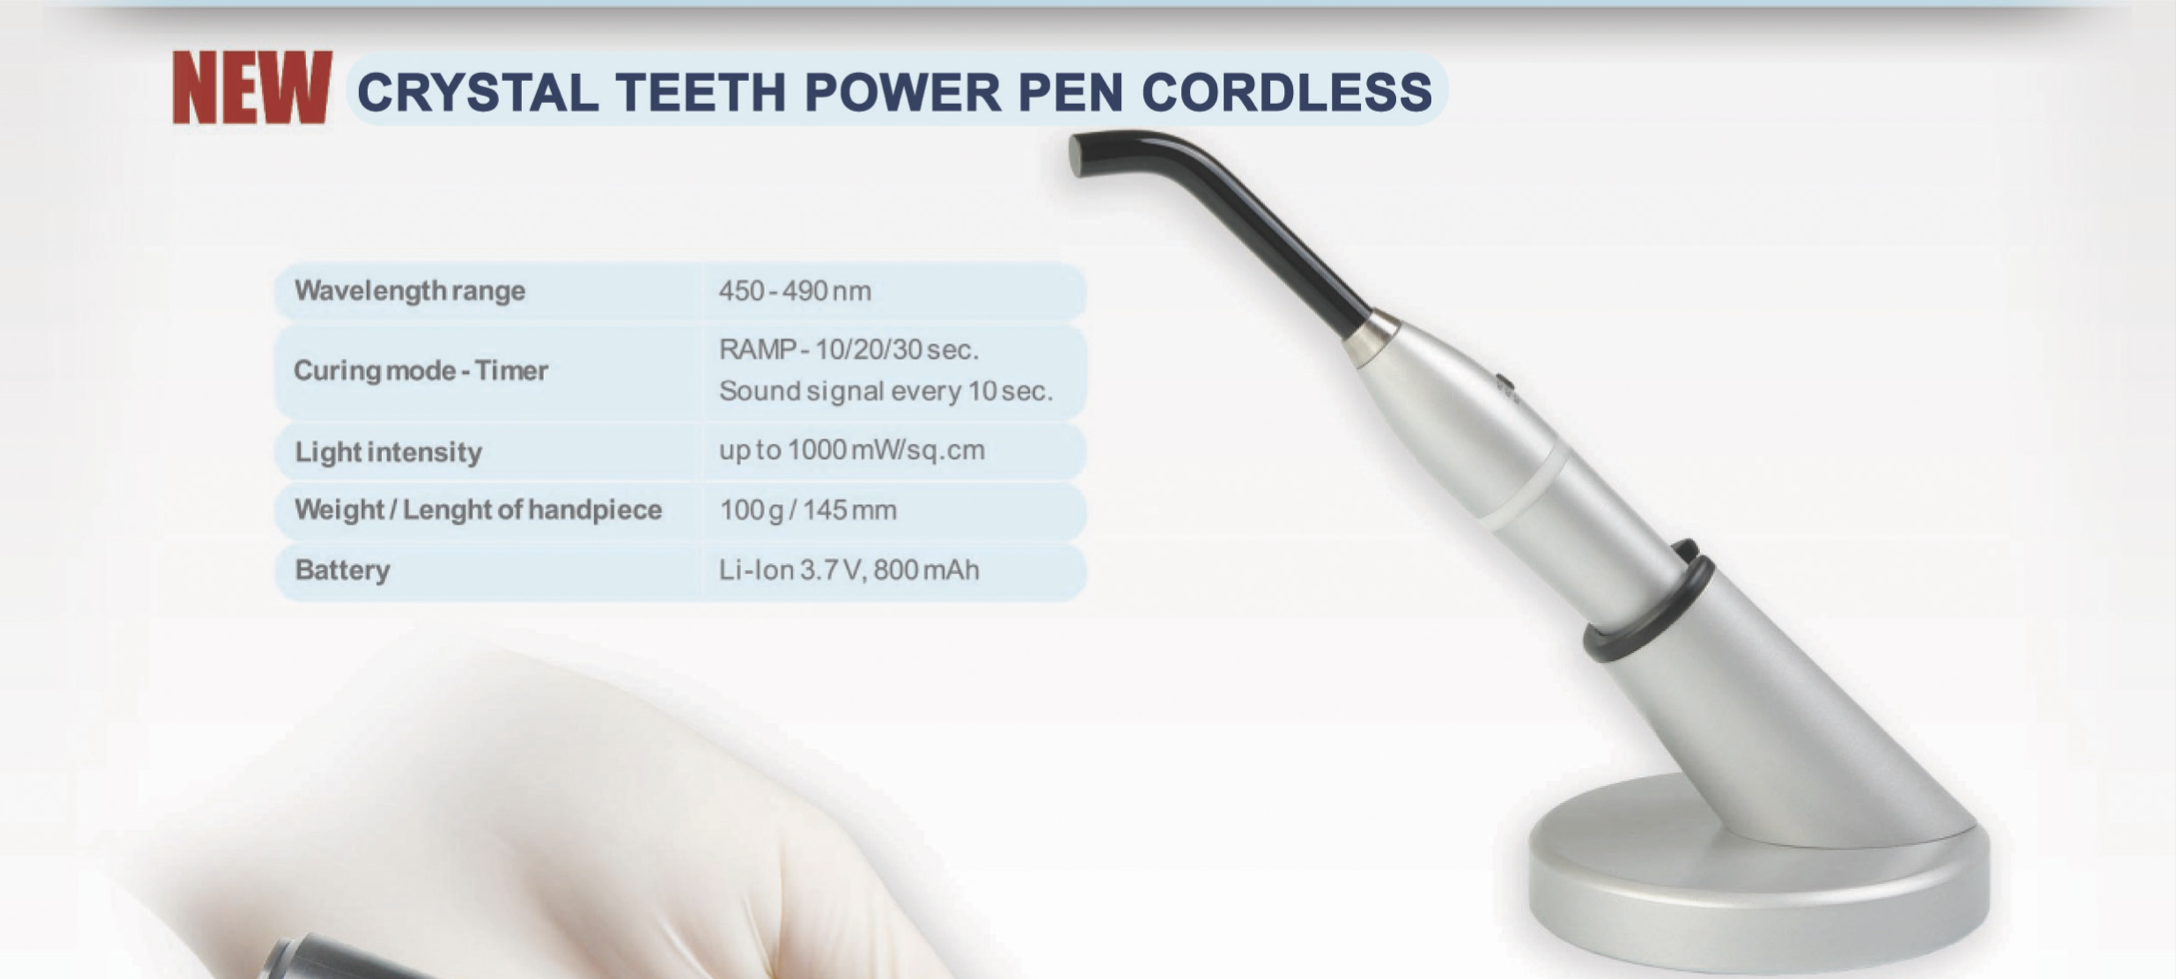 NEW CRYSTAL TEETH POWER PEN CORDLESS
Wavelength range 450-490 nm
Curing mode - Timer RAMP - 10/20/30 sec.
Sound signal every 10 sec.
Light intensity up to 1000 mW/sq.cm
Weight / Lenght of handpiece 100 g / 145 mm
Battery Li-Ion 3.7 V, 800 mAh